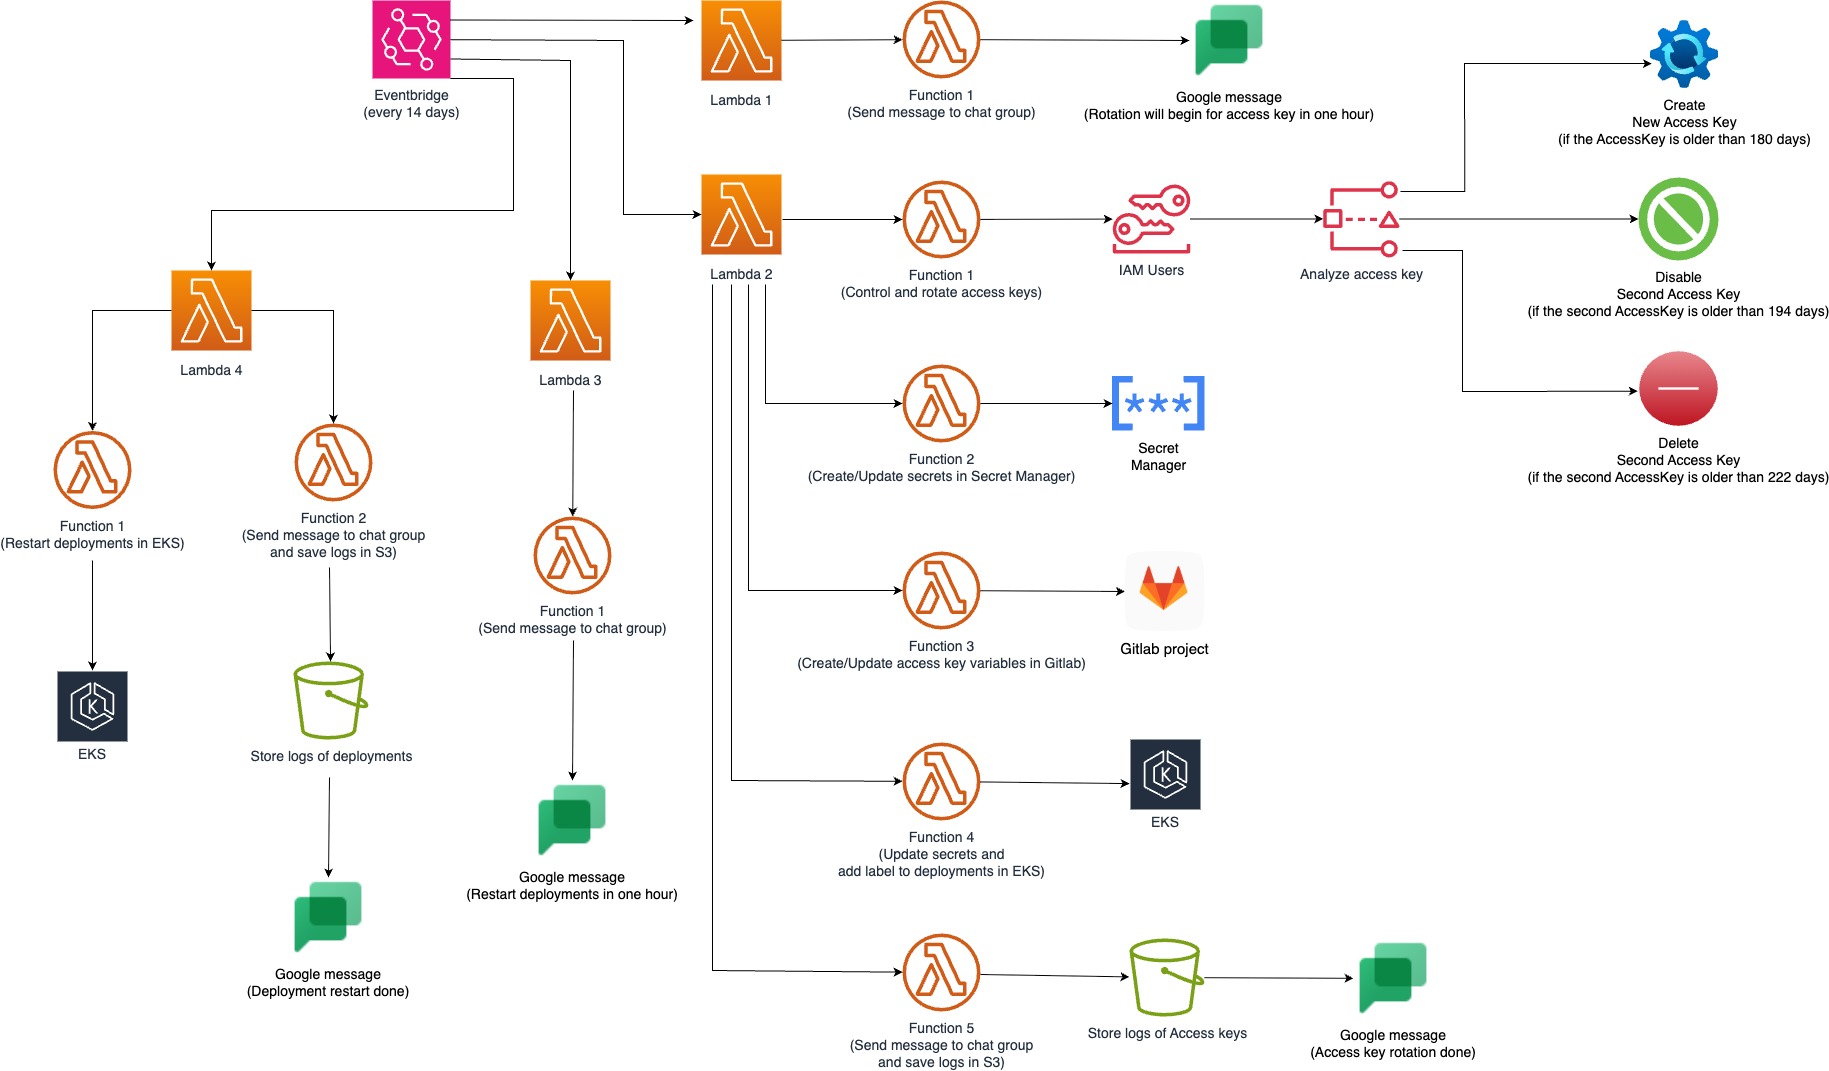 Eventbridge
(every 14 days)
Lambda 1
Function 1
(Send message to chat group)
Google message
(Rotation will begin for access key in one hour)
Create
New Access Key
(if the AccessKey is older than 180 days)
Lambda 2
Function 1
(Control and rotate access keys)
IAM Users
Analyze access key
Disable
Second Access Key
(if the second AccessKey is older than 194 days)
Delete
Second Access Key
(if the second AccessKey is older than 222 days)
Function 2
(Create/Update secrets in Secret Manager)
[***]
Secret
Manager
Function 3
(Create/Update access key variables in Gitlab)
Gitlab project
Function 4
(Update secrets and
add label to deployments in EKS)
K
EKS
Function 5
(Send message to chat group
and save logs in S3)
Store logs of Access keys
Google message
(Access key rotation done)
Lambda 3
Function 1
(Send message to chat group)
Google message
(Restart deployments in one hour)
Lambda 4
Function 1
(Restart deployments in EKS)
K
EKS
Function 2
(Send message to chat group
and save logs in S3)
Store logs of deployments
Google message
(Deployment restart done)